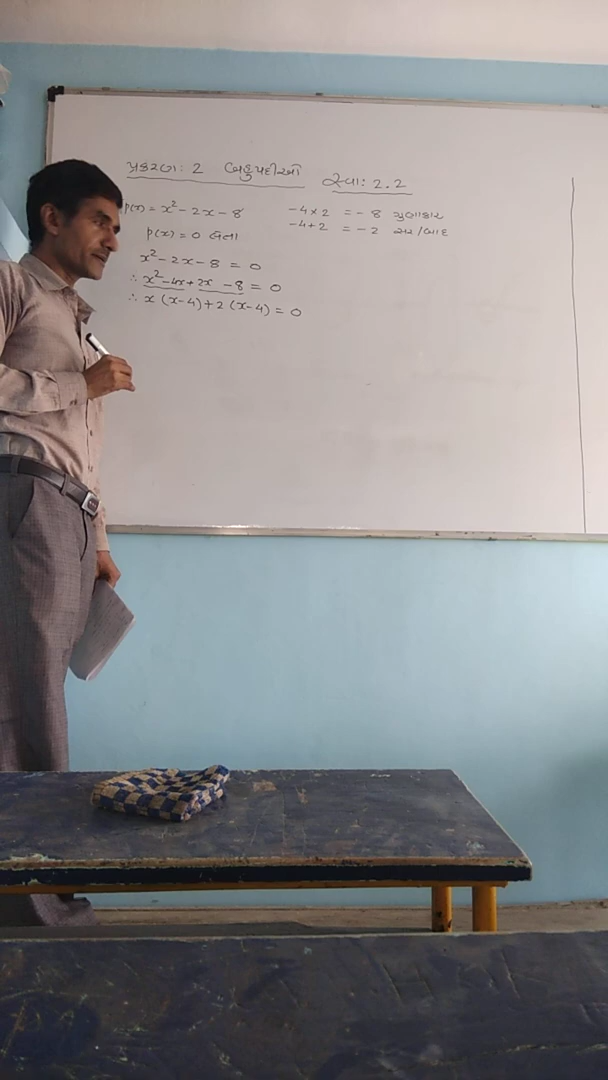 પ્રકરણ : 2 બહુપદીઓ
સ્વા : 2.2
p(x) = x² - 2x - 8
-4 × 2 = - 8 ગુણાકાર
-4 + 2 = - 2 સર/બાદ
p(x) = 0 લેતા
x² - 2x - 8 = 0
∴ x² - 4x + 2x - 8 = 0
∴ x (x - 4) + 2 (x - 4) = 0